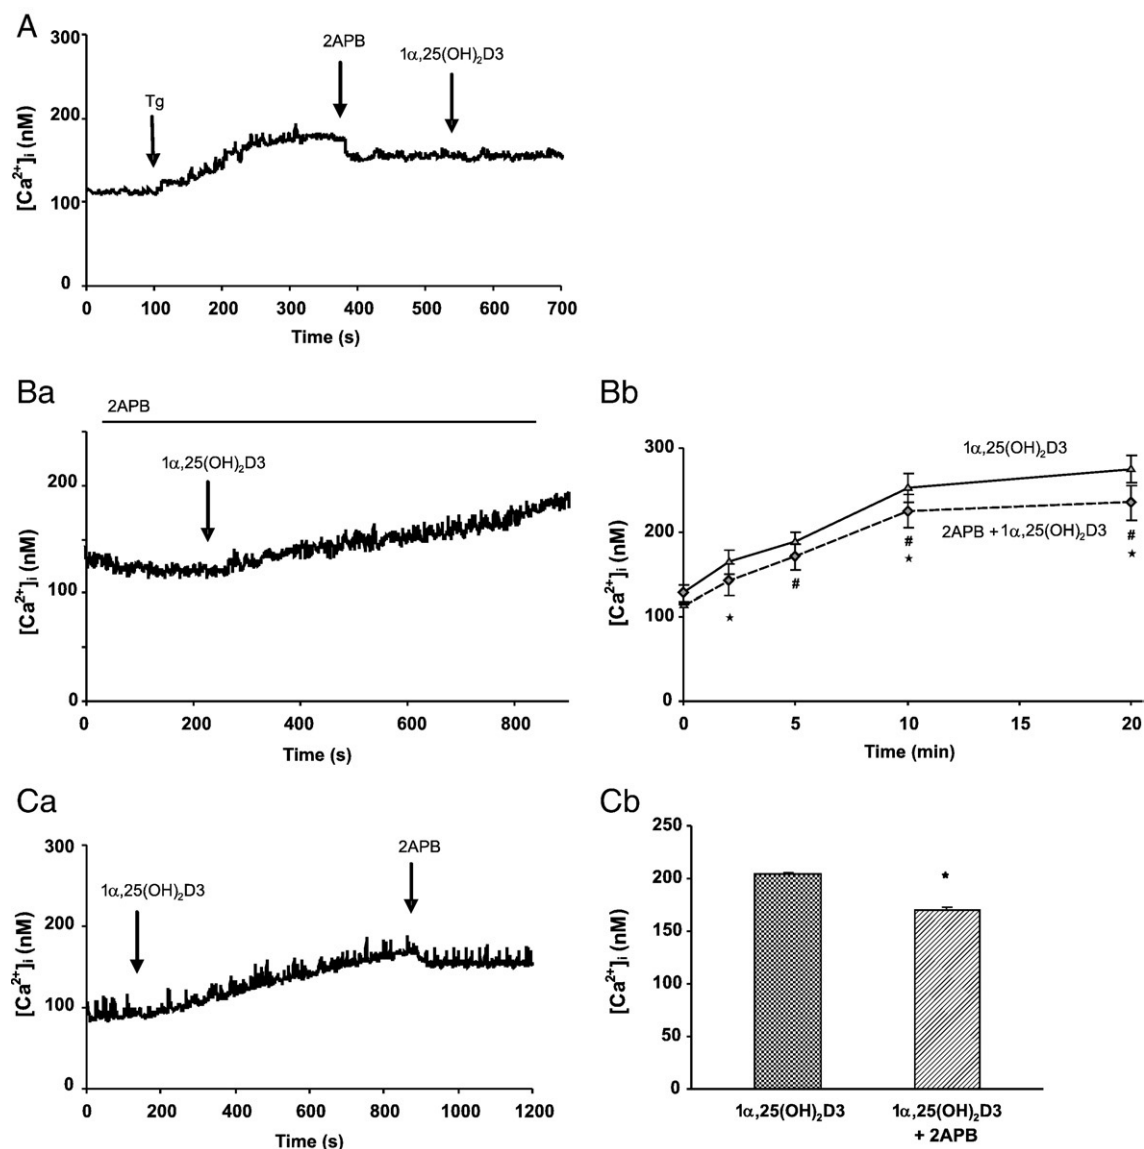 A
300
200
100
0
[Ca²⁺]ᵢ (nM)
Tg
2APB
1α,25(OH)₂D3
0 100 200 300 400 500 600 700
Time (s)
Ba
2APB
1α,25(OH)₂D3
200
100
0
[Ca²⁺]ᵢ (nM)
0 200 400 600 800
Time (s)
Bb
300
200
100
0
[Ca²⁺]ᵢ (nM)
1α,25(OH)₂D3
2APB + 1α,25(OH)₂D3
★
#
#
★
#
★
0 5 10 15 20
Time (min)
Ca
300
200
100
0
[Ca²⁺]ᵢ (nM)
1α,25(OH)₂D3
2APB
0 200 400 600 800 1000 1200
Time (s)
Cb
250
200
150
100
50
0
[Ca²⁺]ᵢ (nM)
★
1α,25(OH)₂D3
1α,25(OH)₂D3
+ 2APB